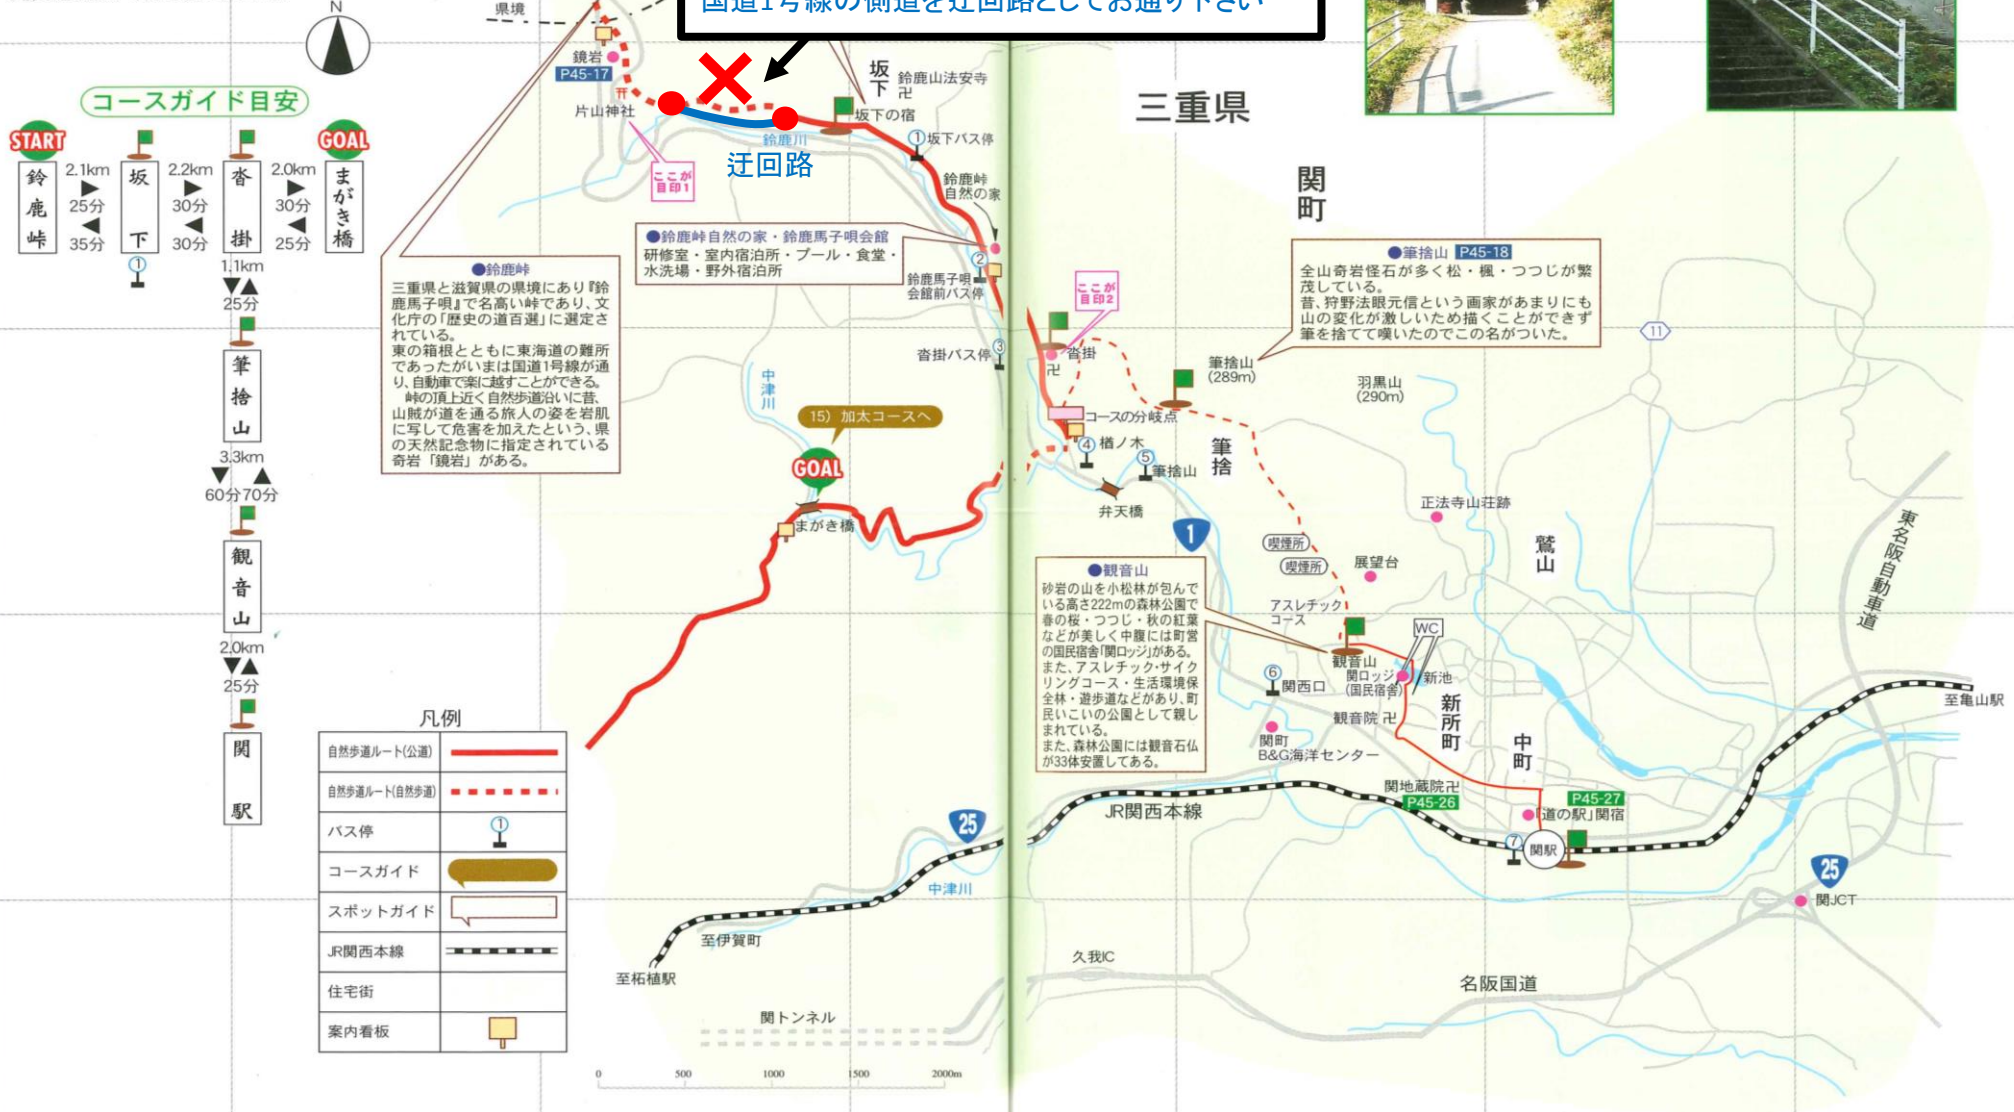 国道1号線の側道を迂回路としてお通り下さい
N
県境
コースガイド目安
START
鈴鹿峠
2.1km
25分
35分
坂下
①
2.2km
30分
30分
沓掛
2.0km
30分
25分
GOAL
まがき橋
1.1km
25分
筆捨山
3.3km
60分70分
観音山
2.0km
25分
関駅
鏡岩
P45-17
片山神社
ここが
目印1
鈴鹿川
迂回路
坂下
鈴鹿山法安寺
卍
坂下の宿
①坂下バス停
鈴鹿峠
自然の家
●鈴鹿峠自然の家・鈴鹿馬子唄会館
研修室・室内宿泊所・プール・食堂・
水洗場・野外宿泊所
②
鈴鹿馬子唄
会館前バス停
●鈴鹿峠
三重県と滋賀県の県境にあり『鈴
鹿馬子唄』で名高い峠であり、文
化庁の「歴史の道百選」に選定さ
れている。
東の箱根とともに東海道の難所
であったがいまは国道1号線が通
り、自動車で楽に越すことができる。
峠の頂上近く自然歩道沿いに昔、
山賊が道を通る旅人の姿を岩肌
に写して危害を加えたという、県
の天然記念物に指定されている
奇岩「鏡岩」がある。
三重県
関町
●筆捨山 P45-18
全山奇岩怪石が多く松・楓・つつじが繁
茂している。
昔、狩野法眼元信という画家があまりにも
山の変化が激しいため描くことができず
筆を捨てて嘆いたのでこの名がついた。
11
ここが
目印2
沓掛バス停
③
沓掛
卍
筆捨山
(289m)
羽黒山
(290m)
中津川
15）加太コースへ
GOAL
まがき橋
コースの分岐点
④楢ノ木
⑤
筆捨山
筆捨
弁天橋
1
正法寺山荘跡
鷲山
東名阪自動車道
喫煙所
喫煙所
展望台
アスレチック
コース
●観音山
砂岩の山を小松林が包んで
いる高さ222mの森林公園で
春の桜・つつじ・秋の紅葉
などが美しく中腹には町営
の国民宿舎「関ロッジ」がある。
また、アスレチック・サイク
リングコース・生活環境保
全林・遊歩道などがあり、町
民いこいの公園として親し
まれている。
また、森林公園には観音石仏
が33体安置してある。
WC
観音山
関ロッジ
(国民宿舎)
新池
⑥
関西口
観音院 卍
新所町
中町
関町
B&G海洋センター
至亀山駅
関地蔵院卍
P45-26
P45-27
「道の駅」関宿
⑦
関駅
JR関西本線
25
25
関JCT
中津川
至伊賀町
至柘植駅
久我IC
名阪国道
関トンネル
凡例
自然歩道ルート(公道)
自然歩道ルート(自然歩道)
バス停
①
コースガイド
スポットガイド
JR関西本線
住宅街
案内看板
0 500 1000 1500 2000m